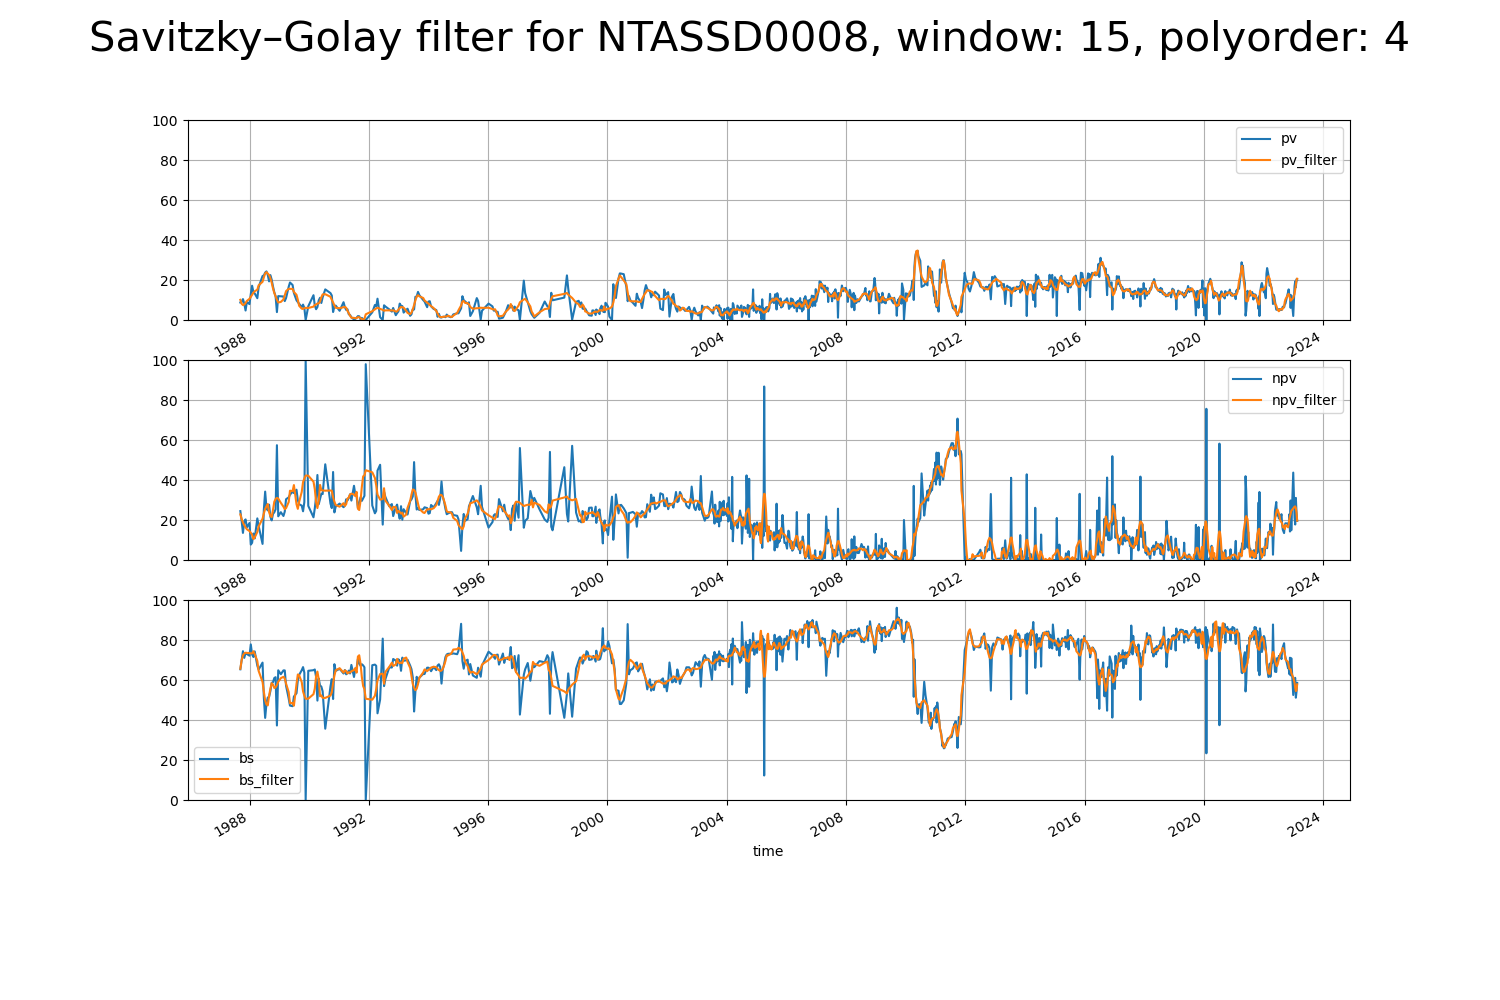 Savitzky–Golay filter for NTASSD0008, window: 15, polyorder: 4
100
80
60
40
20
0
pv
pv_filter
1988 1992 1996 2000 2004 2008 2012 2016 2020 2024
100
80
60
40
20
0
npv
npv_filter
1988 1992 1996 2000 2004 2008 2012 2016 2020 2024
100
80
60
40
20
0
bs
bs_filter
1988 1992 1996 2000 2004 2008 2012 2016 2020 2024
time